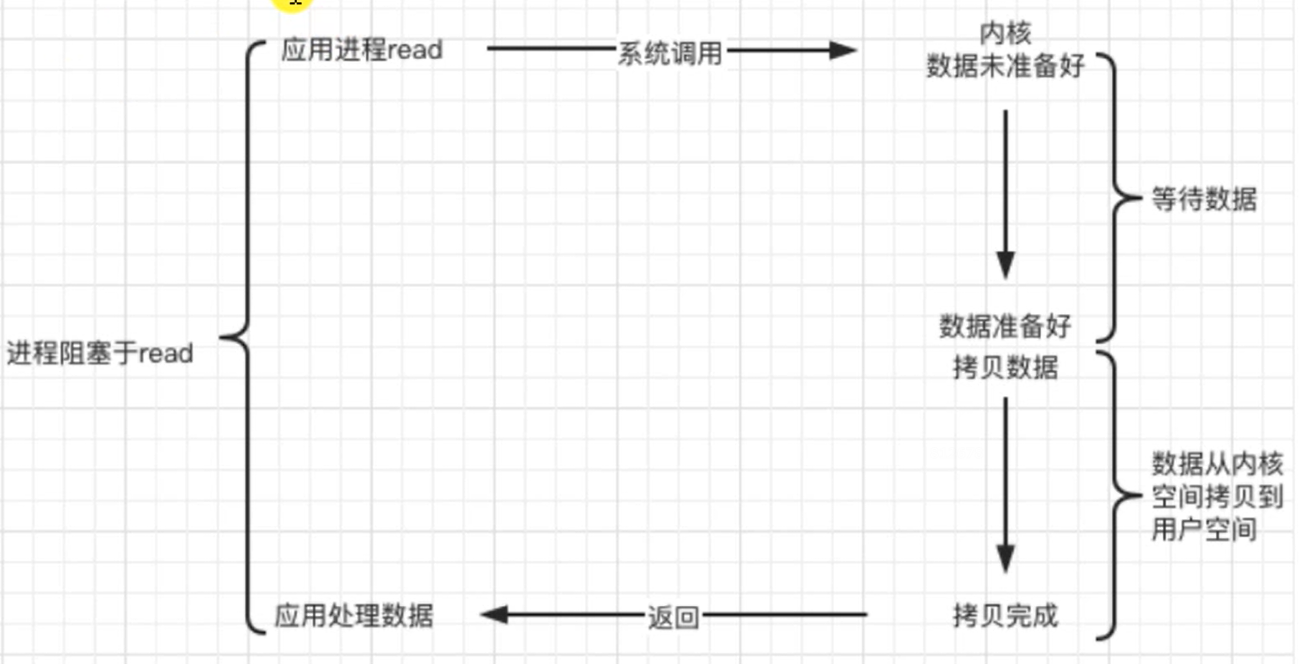 应用进程read
系统调用
内核
数据未准备好
等待数据
数据准备好
进程阻塞于read
拷贝数据
数据从内核
空间拷贝到
用户空间
应用处理数据
返回
拷贝完成